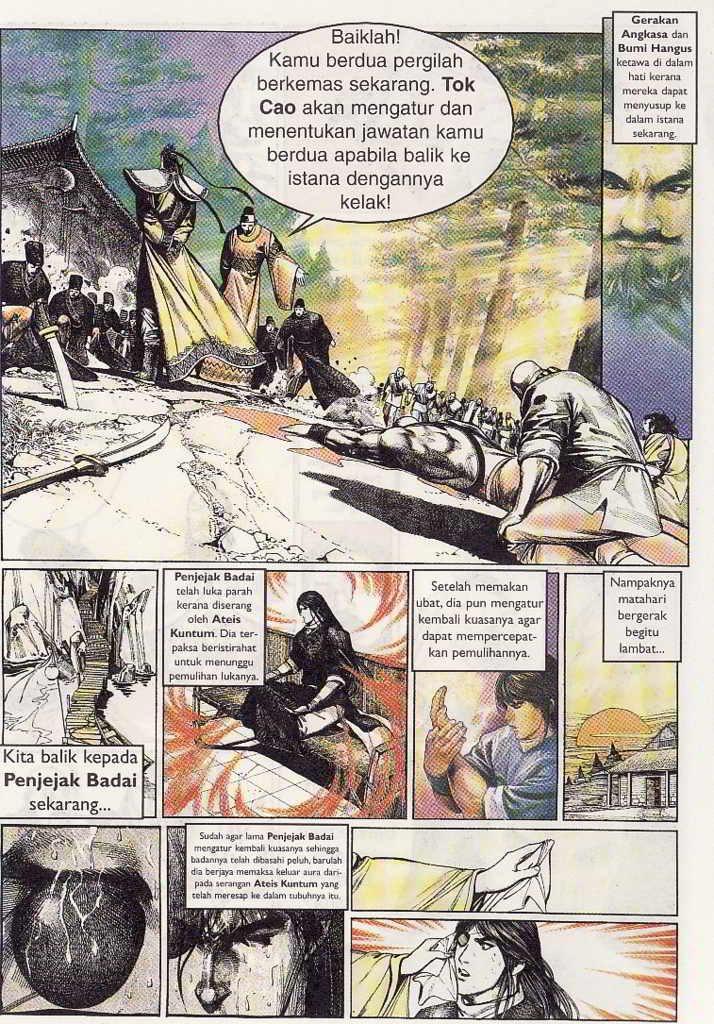 Baiklah!
Kamu berdua pergilah
berkemas sekarang. Tok
Cao akan mengatur dan
menentukan jawatan kamu
berdua apabila balik ke
istana dengannya
kelak!
Gerakan
Angkasa dan
Bumi Hangus
ketawa di dalam
hati kerana
mereka dapat
menyusup ke
dalam istana
sekarang.
Kita balik kepada
Penjejak Badai
sekarang...
Penjejak Badai
telah luka parah
kerana diserang
oleh Ateis
Kuntum. Dia ter-
paksa beristirahat
untuk menunggu
pemulihan lukanya.
Setelah memakan
ubat, dia pun mengatur
kembali kuasanya agar
dapat mempercepat-
kan pemulihannya.
Nampaknya
matahari
bergerak
begitu
lambat...
Sudah agar lama Penjejak Badai
mengatur kembali kuasanya sehingga
badannya telah dibasahi peluh, barulah
dia berjaya memaksa keluar aura dari-
pada serangan Ateis Kuntum yang
telah meresap ke dalam tubuhnya itu.